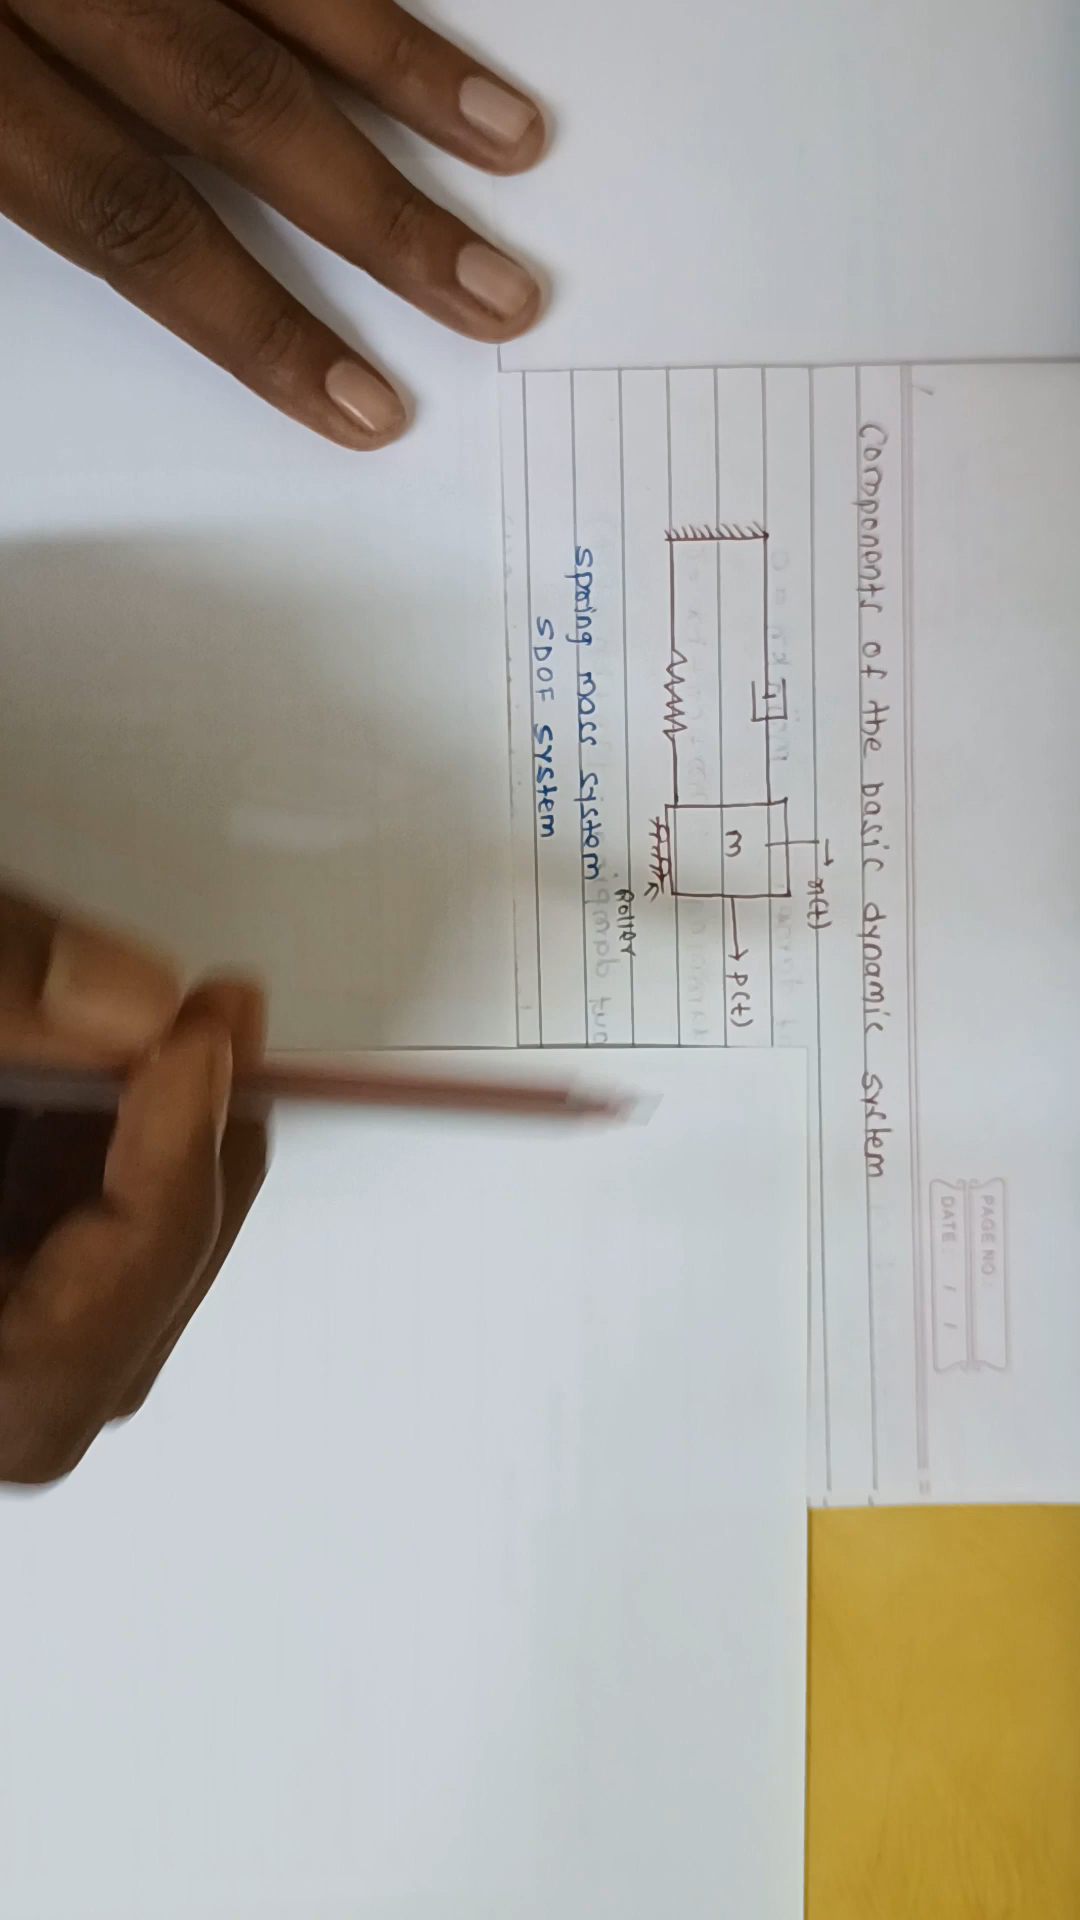 PAGE NO:
DATE: / /
Components of the basic dynamic system
x(t)
m
P(t)
Roller
Spring mass system
SDOF system